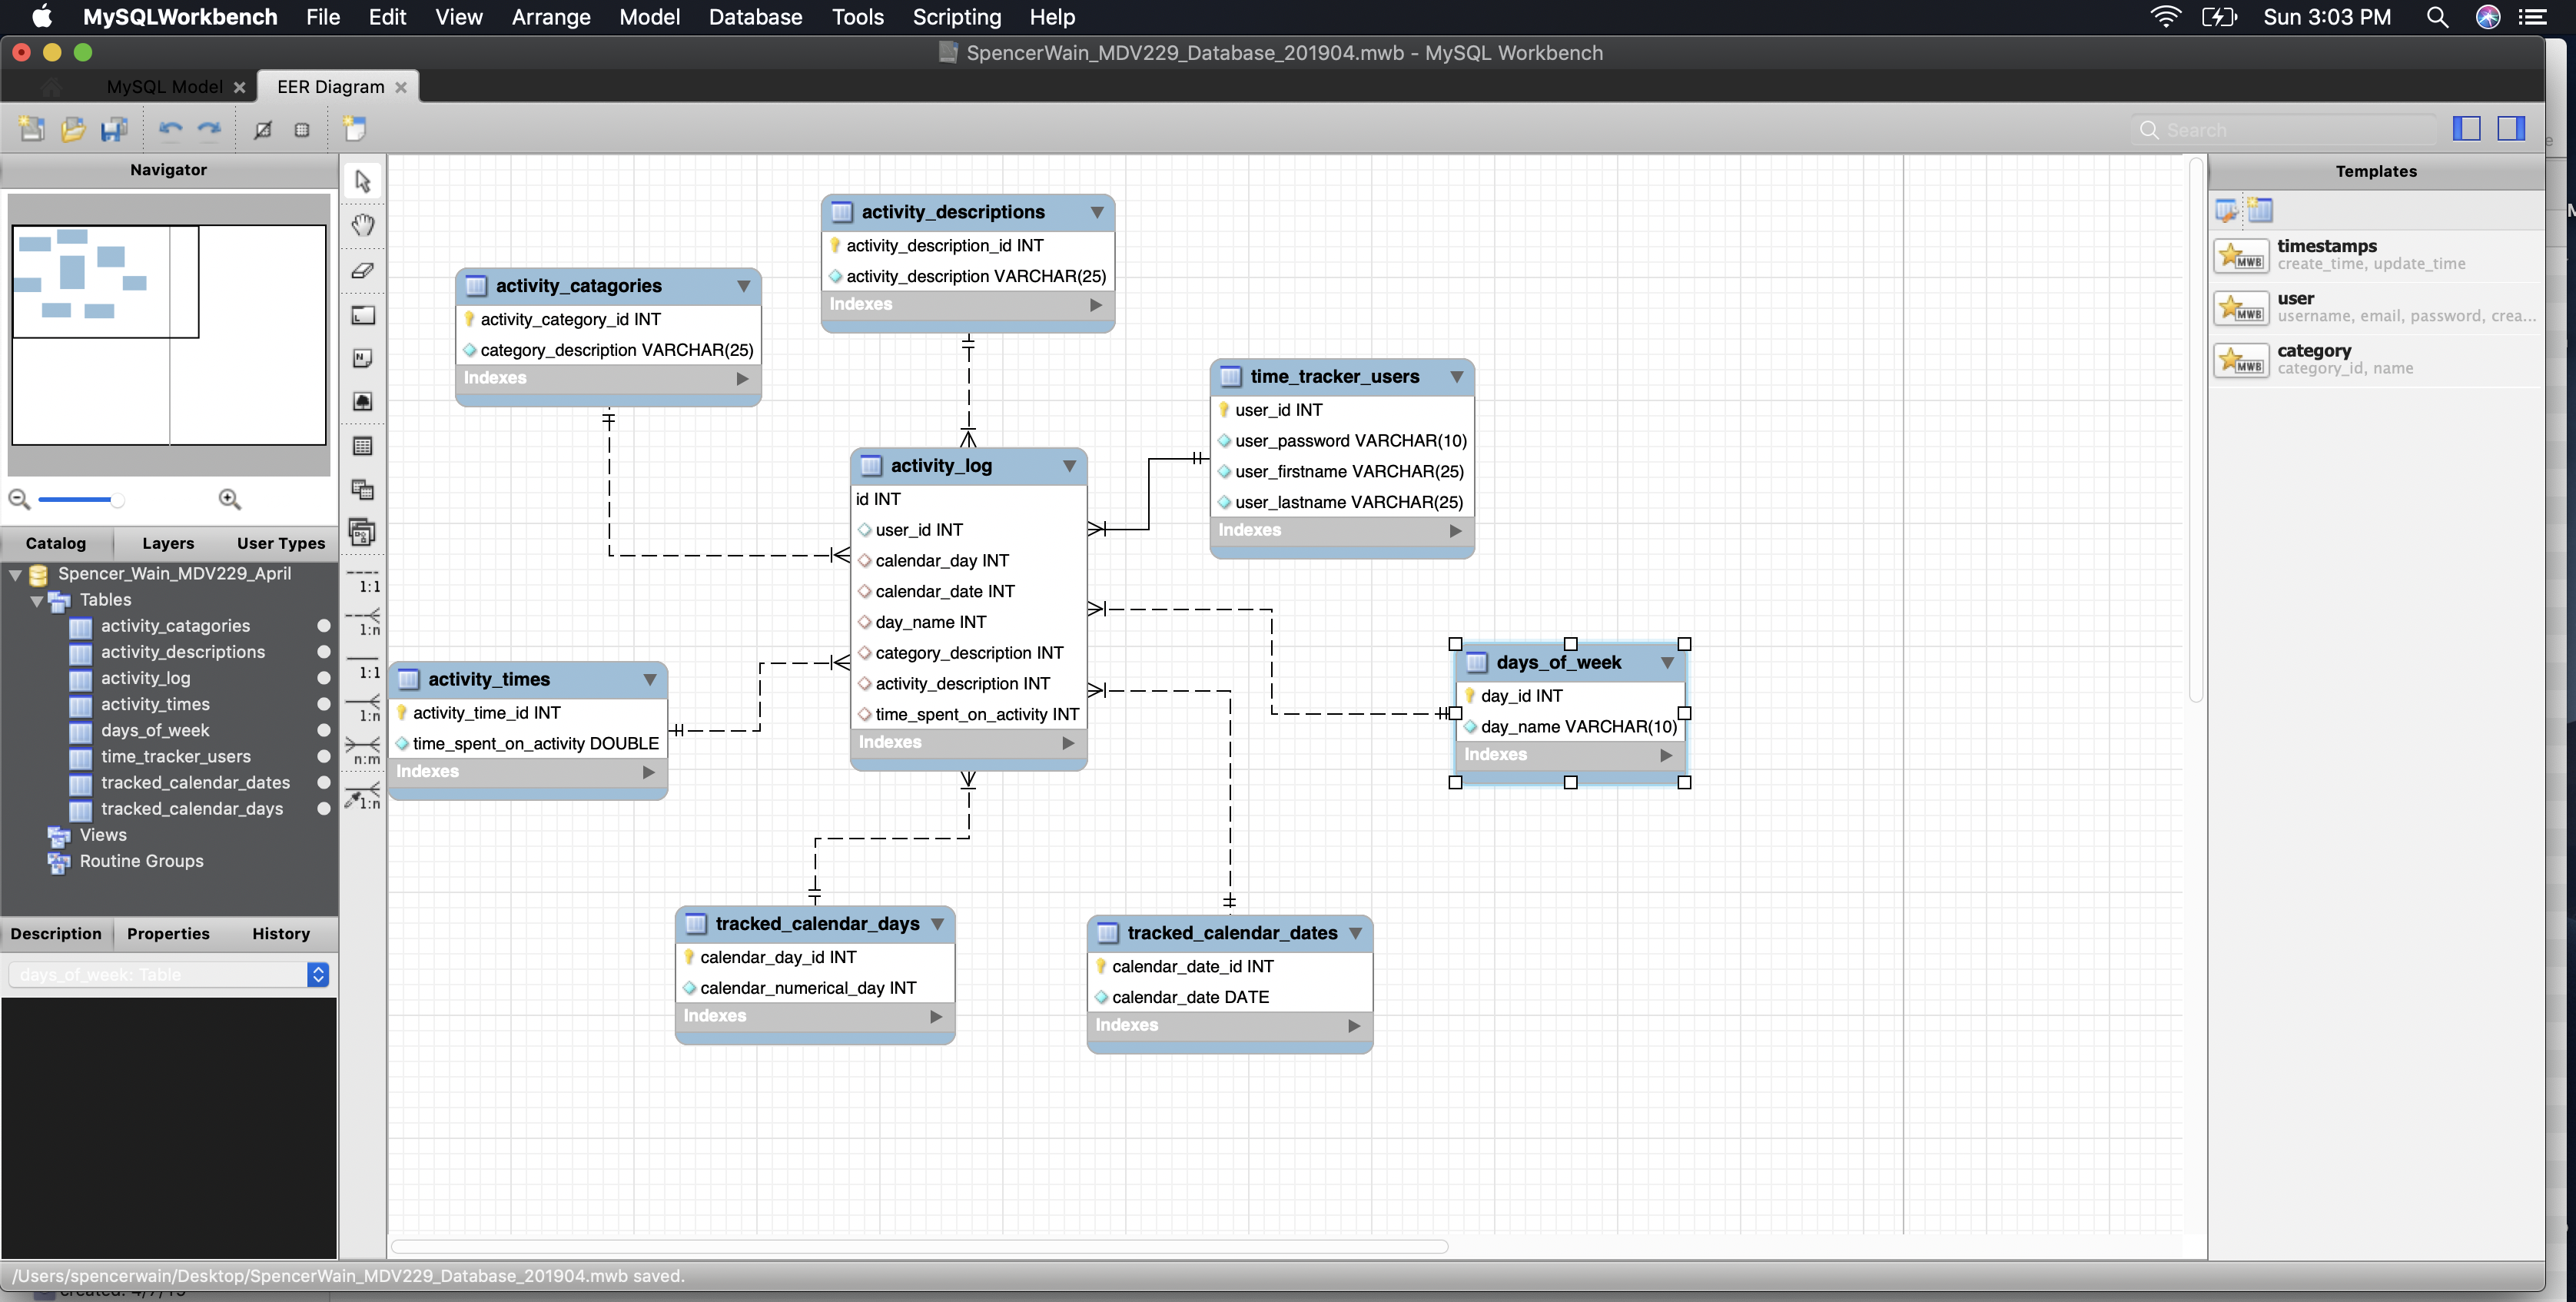 MySQLWorkbench File Edit View Arrange Model Database Tools Scripting Help Sun 3:03 PM
SpencerWain_MDV229_Database_201904.mwb - MySQL Workbench
MySQL Model EER Diagram
Search
Navigator
Catalog Layers User Types
Spencer_Wain_MDV229_April
Tables
activity_catagories
activity_descriptions
activity_log
activity_times
days_of_week
time_tracker_users
tracked_calendar_dates
tracked_calendar_days
Views
Routine Groups
Description Properties History
days_of_week: Table
1:1
1:n
1:1
1:n
n:m
1:n
activity_descriptions
activity_description_id INT
activity_description VARCHAR(25)
Indexes
activity_catagories
activity_category_id INT
category_description VARCHAR(25)
Indexes
time_tracker_users
user_id INT
user_password VARCHAR(10)
user_firstname VARCHAR(25)
user_lastname VARCHAR(25)
Indexes
activity_log
id INT
user_id INT
calendar_day INT
calendar_date INT
day_name INT
category_description INT
activity_description INT
time_spent_on_activity INT
Indexes
activity_times
activity_time_id INT
time_spent_on_activity DOUBLE
Indexes
days_of_week
day_id INT
day_name VARCHAR(10)
Indexes
tracked_calendar_days
calendar_day_id INT
calendar_numerical_day INT
Indexes
tracked_calendar_dates
calendar_date_id INT
calendar_date DATE
Indexes
Templates
MWB
timestamps
create_time, update_time
MWB
user
username, email, password, crea...
MWB
category
category_id, name
/Users/spencerwain/Desktop/SpencerWain_MDV229_Database_201904.mwb saved.